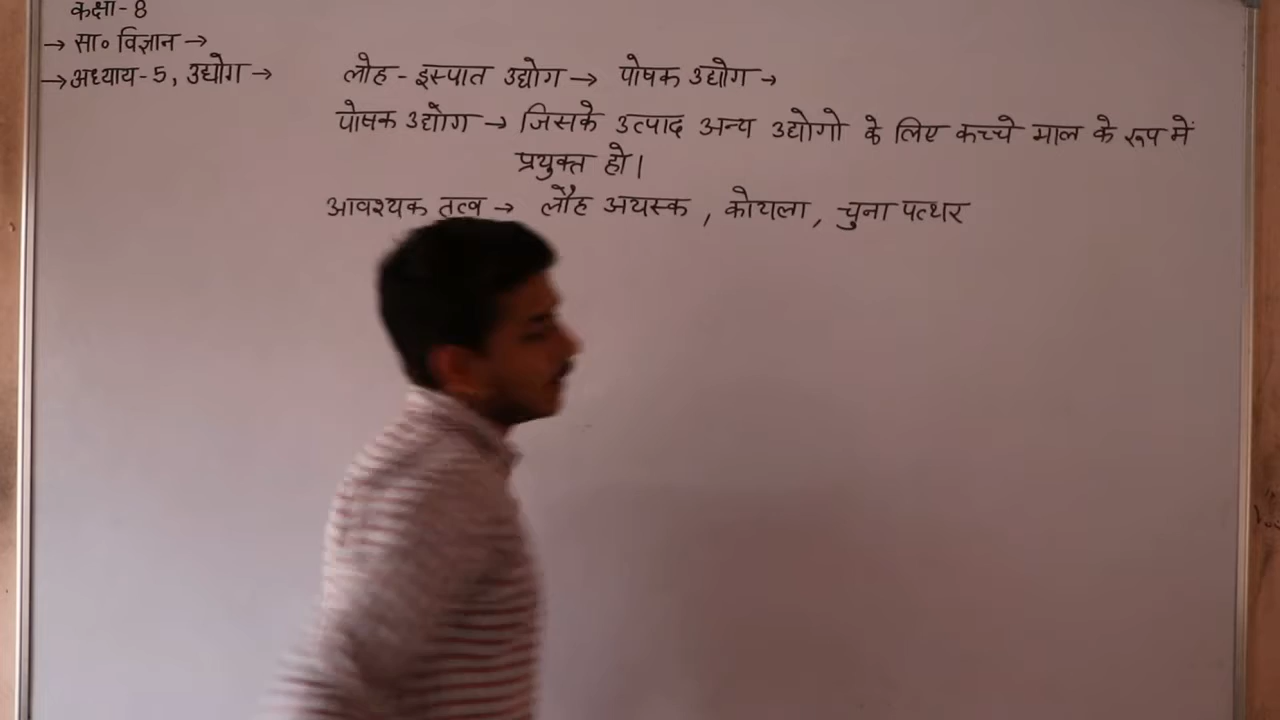 कक्षा-8
→ सा० विज्ञान →
→ अध्याय-5, उद्योग →
लोह-इस्पात उद्योग → पोषक उद्योग →
पोषक उद्योग → जिसके उत्पाद अन्य उद्योगो के लिए कच्चे माल के रूप में
प्रयुक्त हो।
आवश्यक तत्व → लौह अयस्क, कोयला, चुना पत्थर